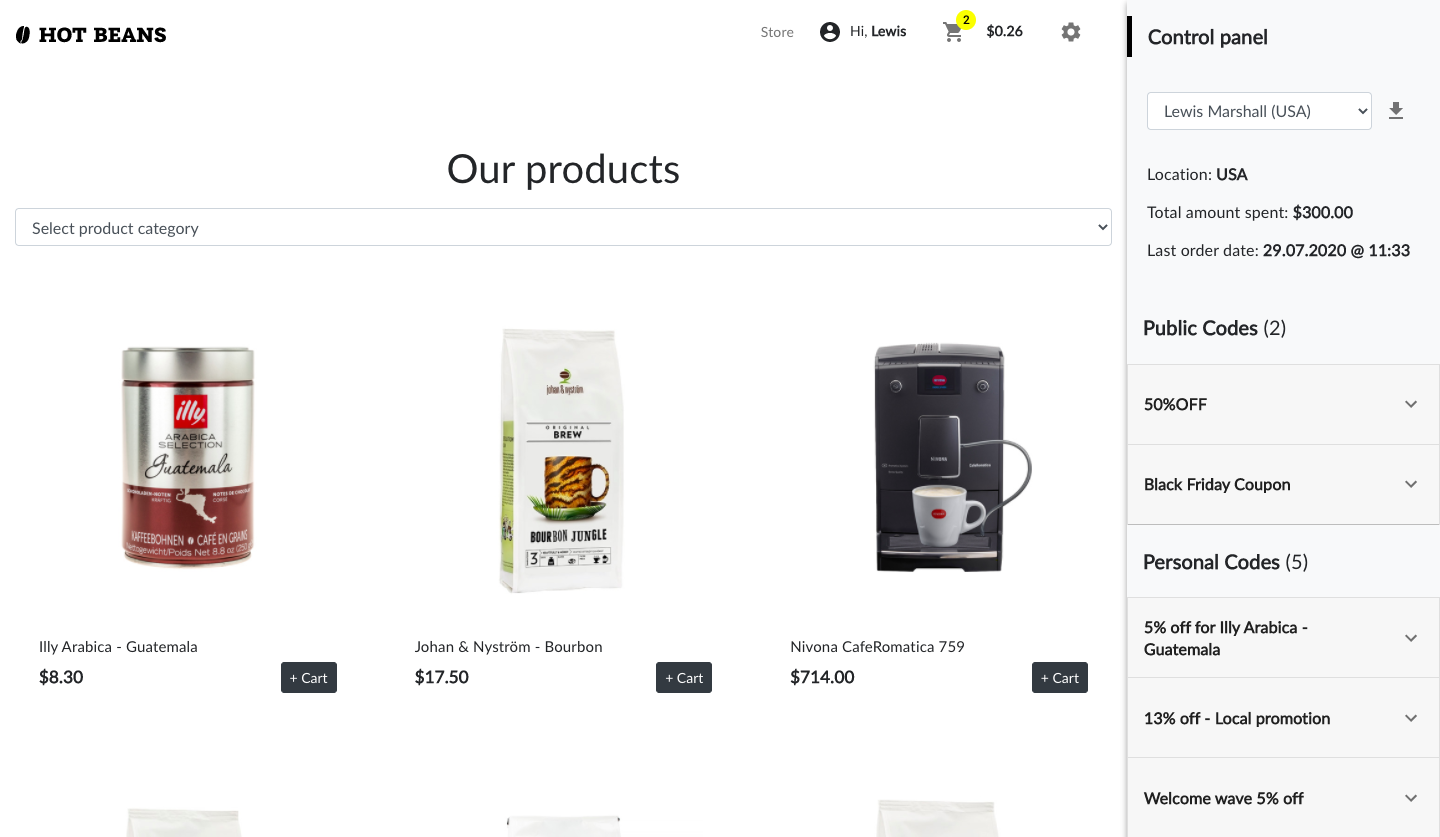 HOT BEANS
Store
Hi, Lewis
2
$0.26
Our products
Select product category
illy
ARABICA
SELECTION
Guatemala
KAFFEEBOHNEN CAFÉ EN GRAINS
johan & nyström
ORIGINAL
BREW
BOURBON JUNGLE
3
NIVONA
CafeRomatica
Illy Arabica - Guatemala
$8.30
+ Cart
Johan & Nyström - Bourbon
$17.50
+ Cart
Nivona CafeRomatica 759
$714.00
+ Cart
Control panel
Lewis Marshall (USA)
Location: USA
Total amount spent: $300.00
Last order date: 29.07.2020 @ 11:33
Public Codes (2)
50%OFF
Black Friday Coupon
Personal Codes (5)
5% off for Illy Arabica -
Guatemala
13% off - Local promotion
Welcome wave 5% off